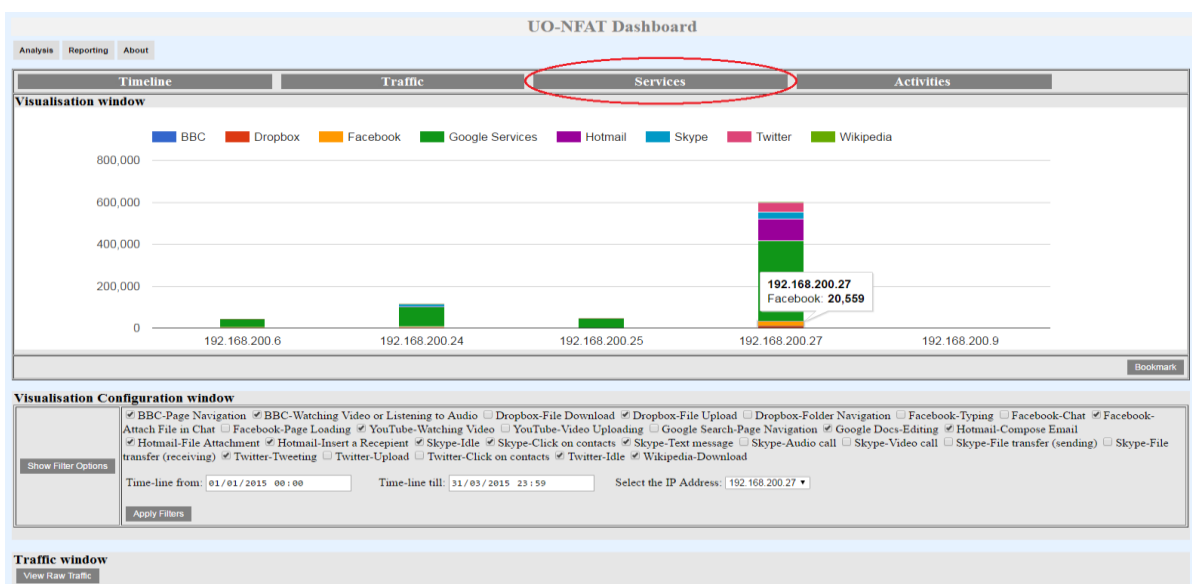 UO-NFAT Dashboard
Analysis Reporting About
Timeline Traffic Services Activities
Visualisation window
BBC Dropbox Facebook Google Services Hotmail Skype Twitter Wikipedia
800,000
600,000
400,000
200,000
0
192.168.200.27
Facebook: 20,559
192.168.200.6 192.168.200.24 192.168.200.25 192.168.200.27 192.168.200.9
Bookmark
Visualisation Configuration window
BBC-Page Navigation BBC-Watching Video or Listening to Audio Dropbox-File Download Dropbox-File Upload Dropbox-Folder Navigation Facebook-Typing Facebook-Chat Facebook-
Attach File in Chat Facebook-Page Loading YouTube-Watching Video YouTube-Video Uploading Google Search-Page Navigation Google Docs-Editing Hotmail-Compose Email
Hotmail-File Attachment Hotmail-Insert a Recepient Skype-Idle Skype-Click on contacts Skype-Text message Skype-Audio call Skype-Video call Skype-File transfer (sending) Skype-File
transfer (receiving) Twitter-Tweeting Twitter-Upload Twitter-Click on contacts Twitter-Idle Wikipedia-Download
Show Filter Options
Time-line from: 01/01/2015 00:00 Time-line till: 31/03/2015 23:59 Select the IP Address: 192.168.200.27
Apply Filters
Traffic window
View Raw Traffic